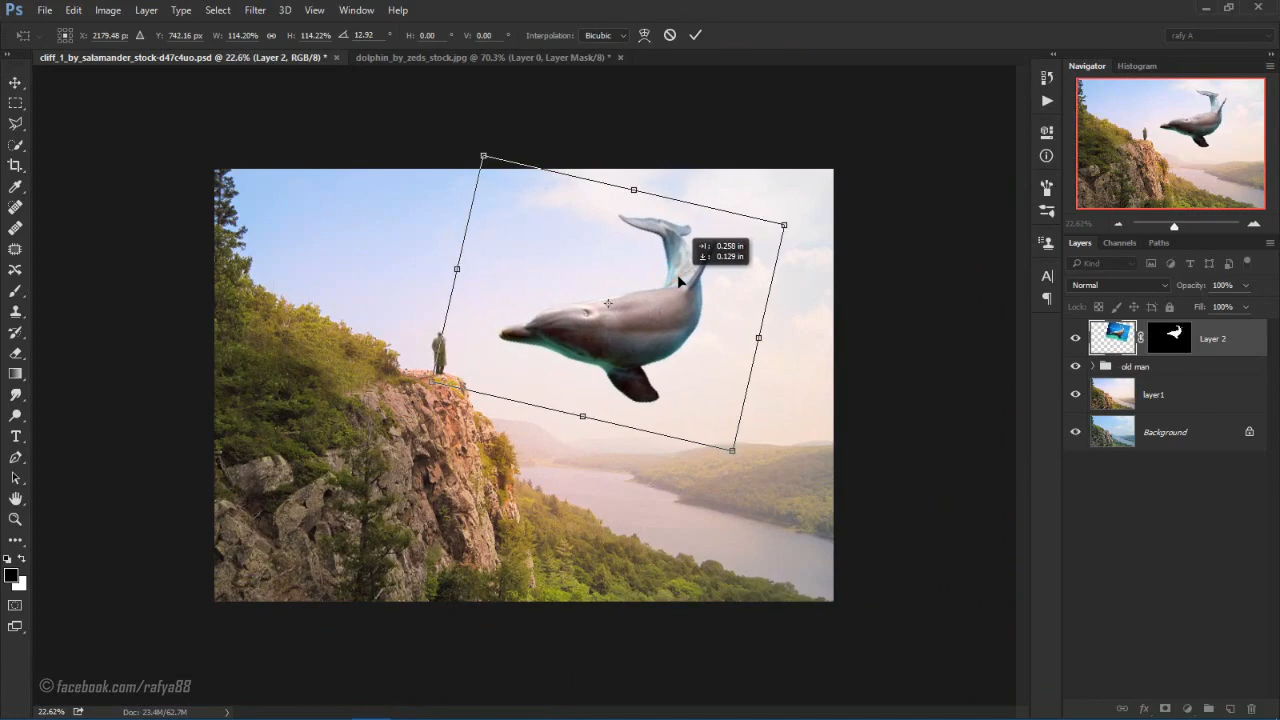 Ps File Edit Image Layer Type Select Filter 3D View Window Help
X: 2179.48 px Y: 742.16 px W: 114.20% H: 114.22% 12.92 ° H: 0.00 ° V: 0.00 ° Interpolation: Bicubic rafy A
cliff_1_by_salamander_stock-d47c4uo.psd @ 22.6% (Layer 2, RGB/8) * × dolphin_by_zeds_stock.jpg @ 70.3% (Layer 0, Layer Mask/8) * ×
Navigator Histogram
22.62%
Layers Channels Paths
Kind
Normal Opacity: 100%
Lock: Fill: 100%
Layer 2
old man
layer1
Background
: 0.258 in
: 0.129 in
© facebook.com/rafya88
22.62% Doc: 23.4M/62.7M